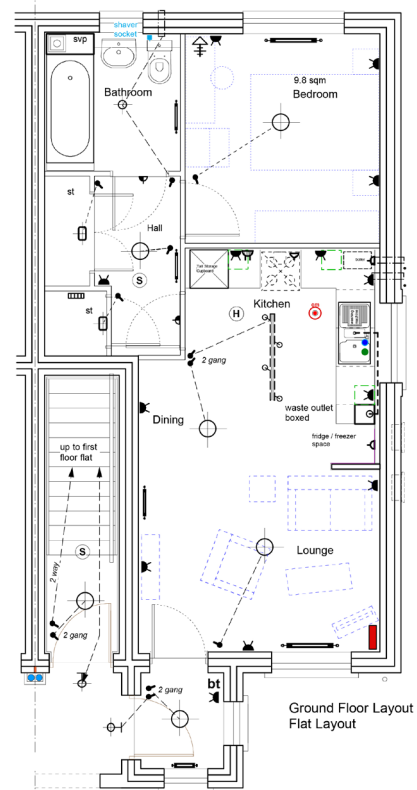 shaver
socket
svp
9.8 sqm
Bedroom
Bathroom
st
Hall
S
st
Kitchen
H
2 gang
Dining
waste outlet
boxed
fridge / freezer
space
up to first
floor flat
S
2 way
2 gang
Lounge
2 gang
bt
Ground Floor Layout
Flat Layout